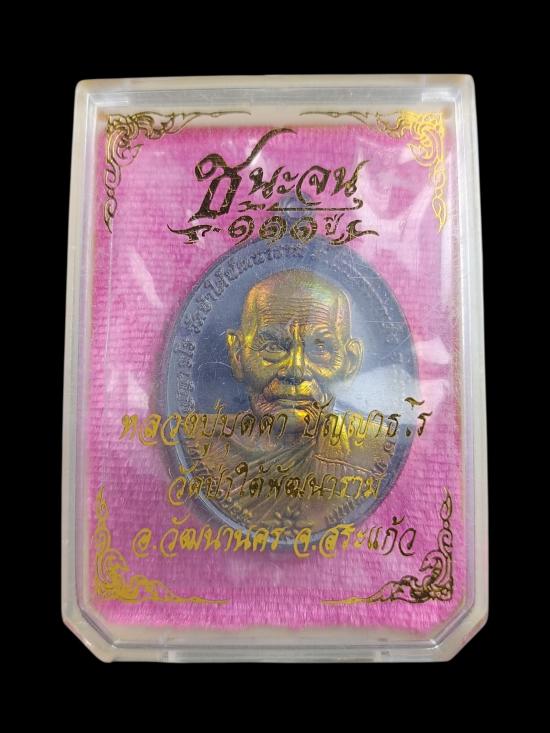 ชนะจน
๑๑๑ ปี
หลวงปู่บุดดา ปัญญาธโร
วัดป่าใต้พัฒนาราม
อ.วัฒนานคร จ.สระแก้ว